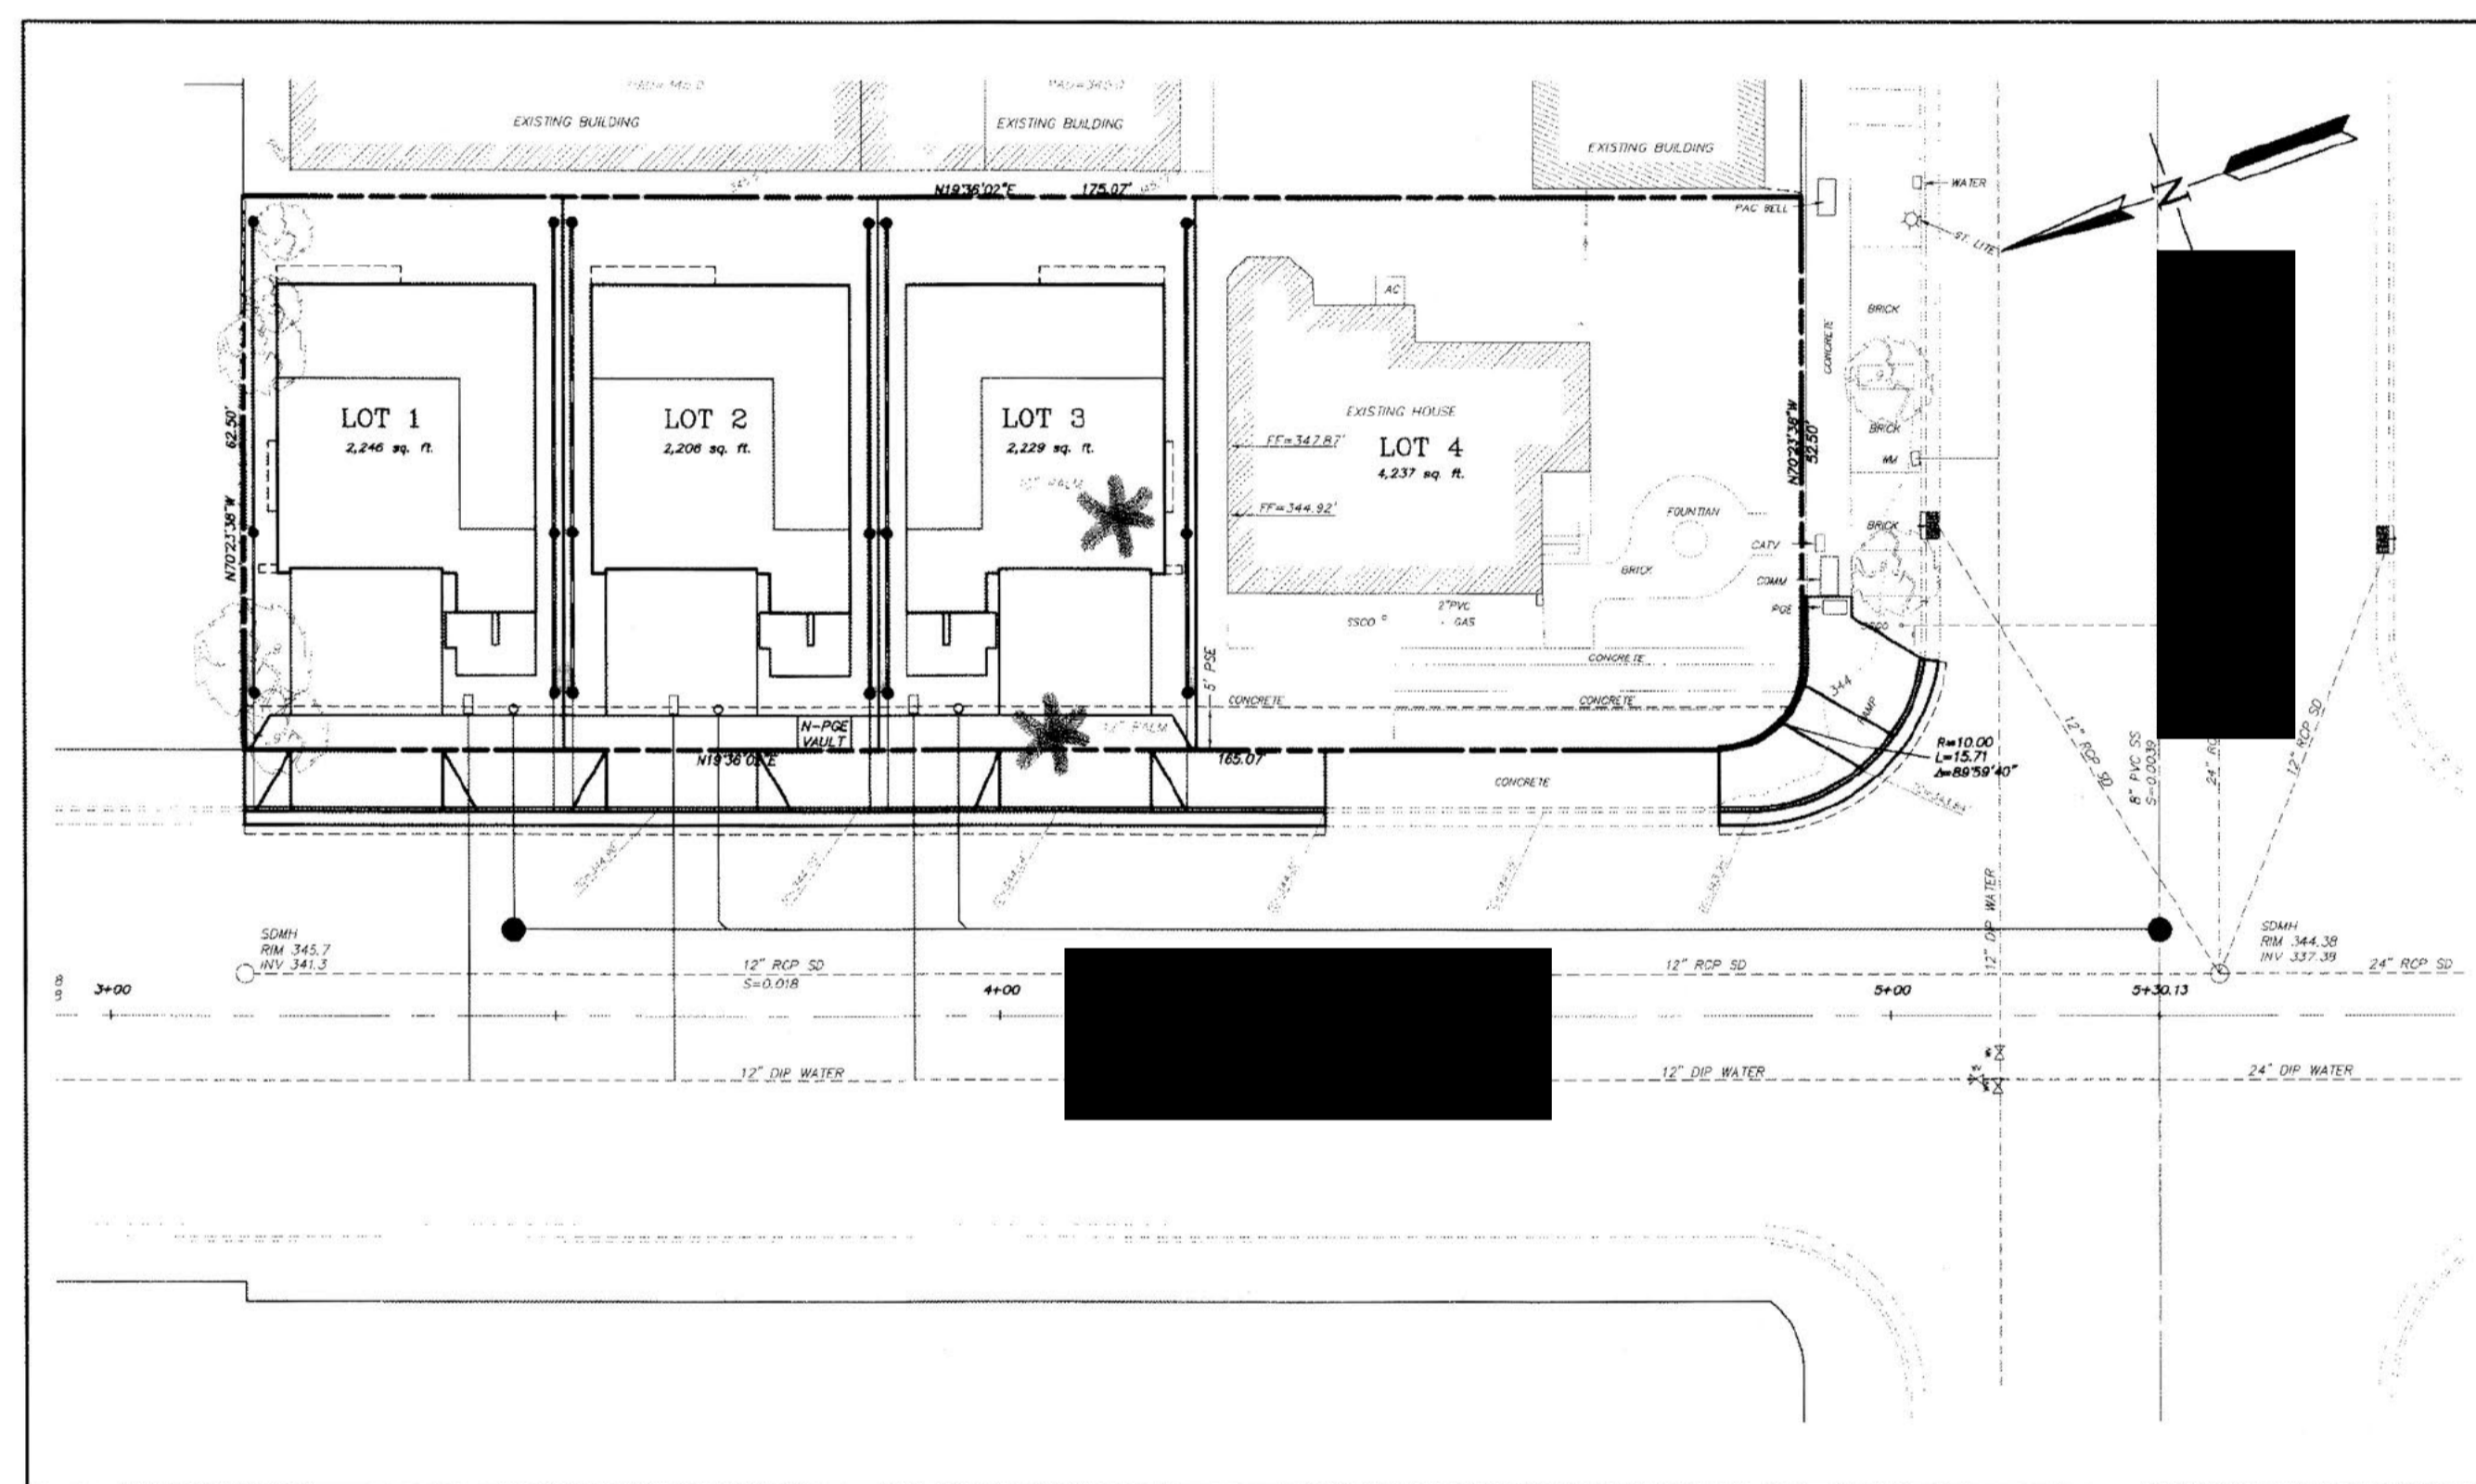 EXISTING BUILDING
EXISTING BUILDING
EXISTING BUILDING
N19°36'02"E 175.07'
PAC BELL
WATER
ST. LITE
N
AC
BRICK
CONCRETE
LOT 1
2,246 sq. ft.
LOT 2
2,206 sq. ft.
LOT 3
2,229 sq. ft.
EXISTING HOUSE
LOT 4
4,237 sq. ft.
FF=347.87'
FF=344.92'
62.50'
N70°23'38"W
N70°23'38"W
52.50'
BRICK
WM
BRICK
FOUNTIAN
BRICK
CATV
COMM
PGE
2"PVC
SSCO
GAS
CONCRETE
5' PSE
CONCRETE
CONCRETE
N-PGE
VAULT
12" PALM
344
RAMP
N19°36'02"E
165.07'
CONCRETE
R=10.00
L=15.71
Δ=89°59'40"
12" RCP SD
8" PVC SS
S=0.0039
12" RCP SD
12" DIP WATER
SDMH
RIM 345.7
INV 341.3
SDMH
RIM 344.38
INV 337.39
12" RCP SD
S=0.018
12" RCP SD
24" RCP SD
3+00
4+00
5+00
5+30.13
12" DIP WATER
12" DIP WATER
24" DIP WATER